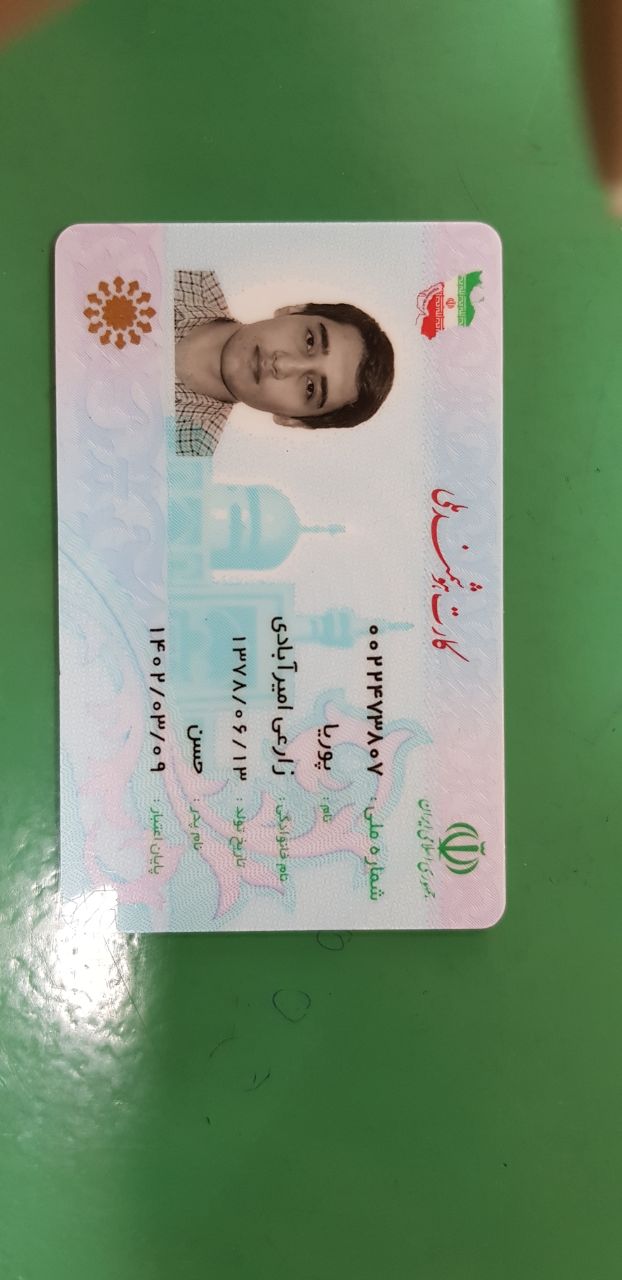 جمهوری اسلامی ایران
کارت هوشمند ملی
شماره ملی : ۰۰۲۲۴۷۳۸۰۷
نام : پوریا
نام خانوادگی : زارعی امیرآبادی
تاریخ تولد : ۱۳۷۸/۰۶/۱۳
نام پدر : حسن
پایان اعتبار : ۱۴۰۲/۰۳/۰۹